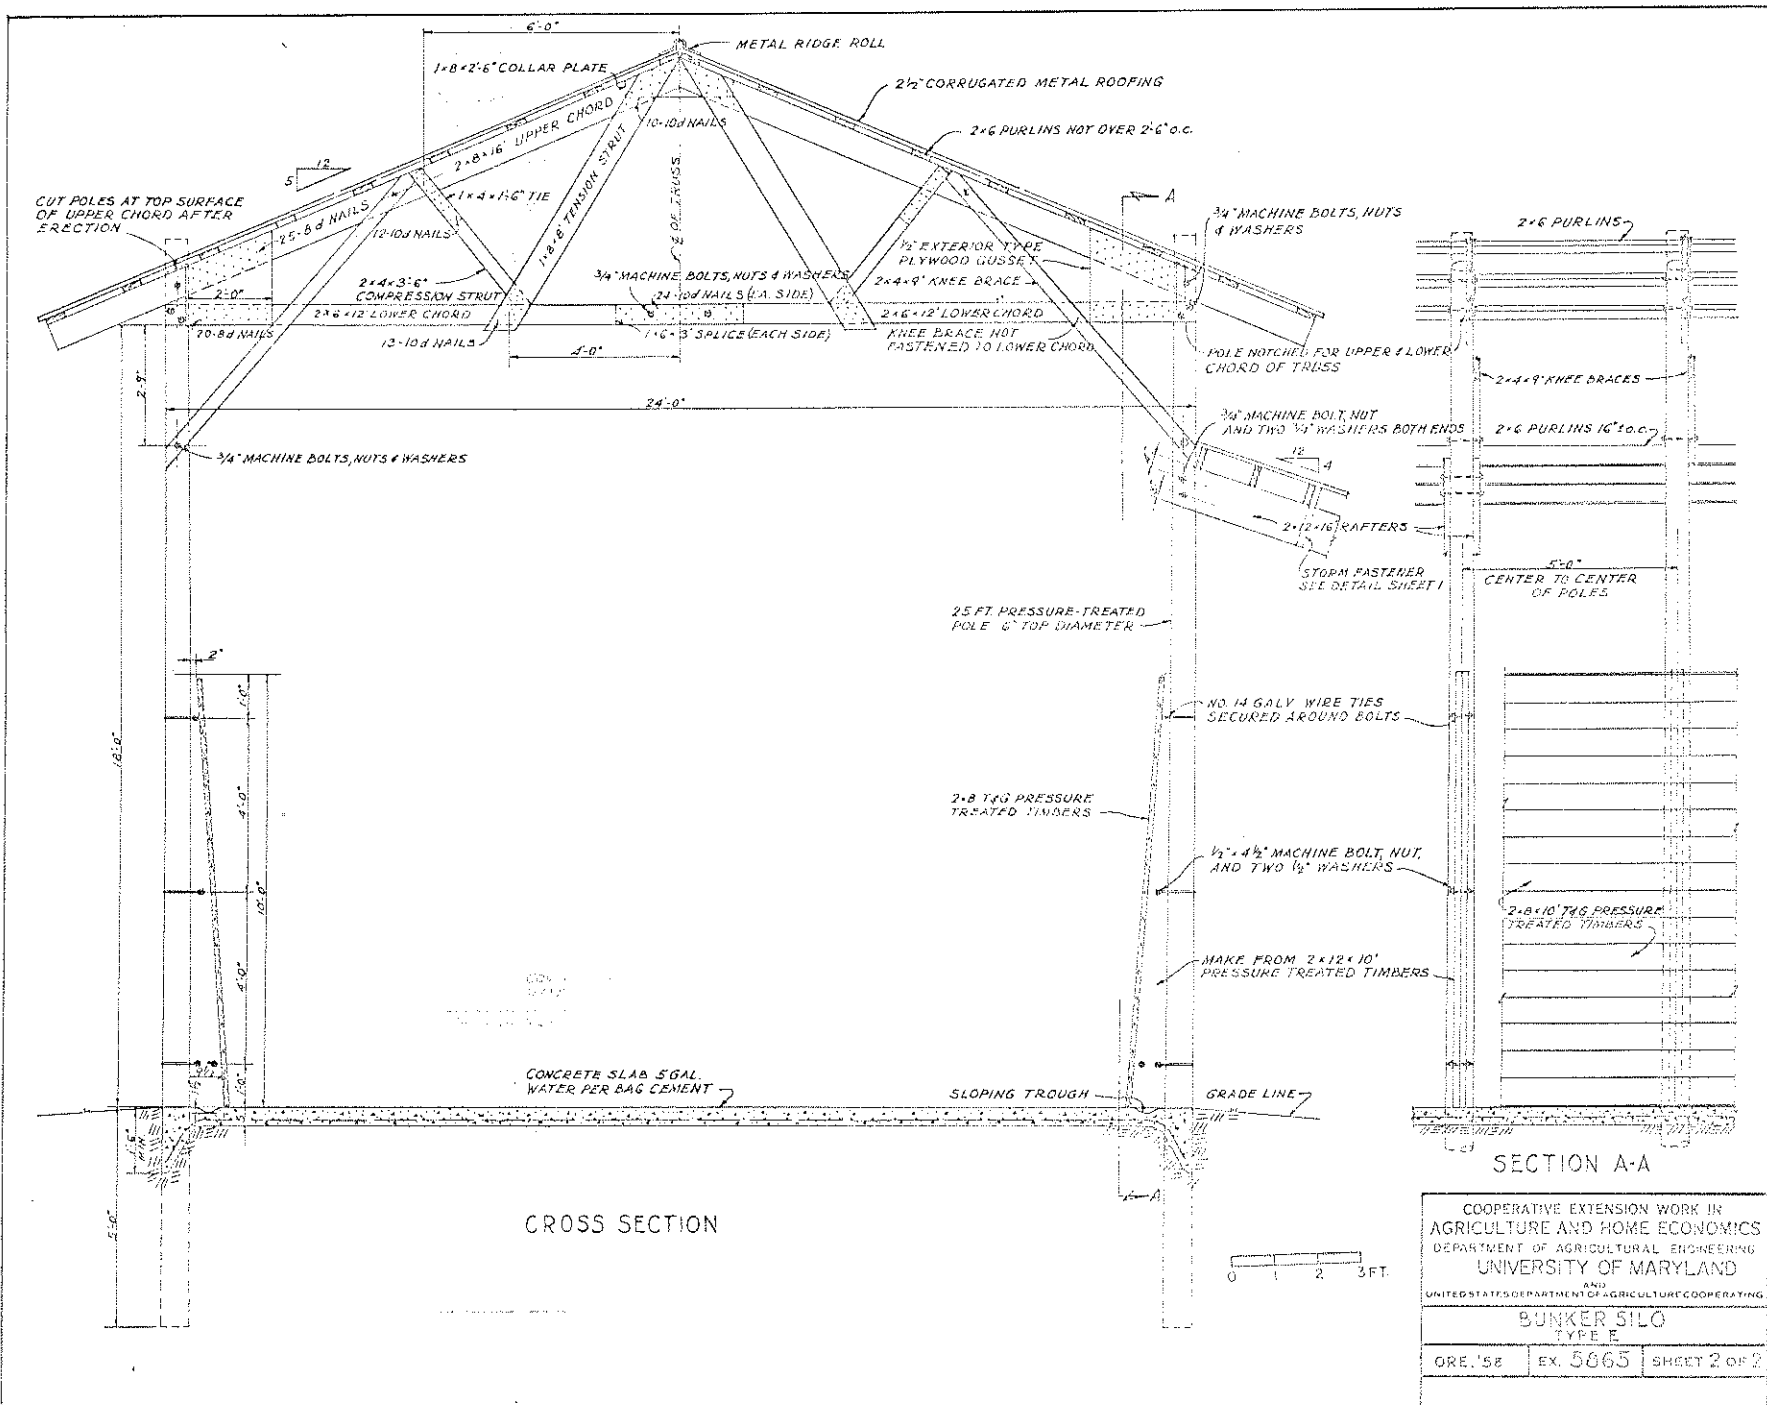 6'-0"
METAL RIDGE ROLL
1×8×2'-6" COLLAR PLATE
2½" CORRUGATED METAL ROOFING
10-10d NAILS
2×8×16' UPPER CHORD
2×6 PURLINS NOT OVER 2'-6" O.C.
12
5
1×4×1'-6" TIE
1×8×8' TENSION STRUT
℄ OF TRUSS
A
CUT POLES AT TOP SURFACE
OF UPPER CHORD AFTER
ERECTION
25-8d NAILS
12-10d NAILS
¾" MACHINE BOLTS, NUTS
& WASHERS
2×6 PURLINS
½" EXTERIOR TYPE
PLYWOOD GUSSET
2×4×3'-6"
COMPRESSION STRUT
¾" MACHINE BOLTS, NUTS & WASHERS
24-10d NAILS (EA. SIDE)
2×4×9' KNEE BRACE
2'-0"
2×6×12' LOWER CHORD
2×6×12' LOWER CHORD
70-8d NAILS
13-10d NAILS
1×6×3' SPLICE (EACH SIDE)
KNEE BRACE NOT
FASTENED TO LOWER CHORD
4'-0"
POLE NOTCHED FOR UPPER & LOWER
CHORD OF TRUSS
2×4×9' KNEE BRACES
2'-9"
24'-0"
¾" MACHINE BOLT, NUT
AND TWO ¾" WASHERS BOTH ENDS
2×6 PURLINS 16" O.C.
12
4
¾" MACHINE BOLTS, NUTS & WASHERS
2×12×16' RAFTERS
STORM FASTENER
SEE DETAIL SHEET 1
5'-0"
CENTER TO CENTER
OF POLES
25 FT. PRESSURE-TREATED
POLE 6" TOP DIAMETER
2"
1'-0"
NO. 14 GALV. WIRE TIES
SECURED AROUND BOLTS
18'-0"
4'-0"
2×8 T&G PRESSURE
TREATED TIMBERS
½" × 4½" MACHINE BOLT, NUT,
AND TWO ½" WASHERS
10'-0"
2×8×10' T&G PRESSURE
TREATED TIMBERS
4'-0"
MAKE FROM 2×12×10'
PRESSURE TREATED TIMBERS
9½"
1'-0"
CONCRETE SLAB 5 GAL.
WATER PER BAG CEMENT
SLOPING TROUGH
GRADE LINE
1'-6"
MIN.
A
5'-0"
CROSS SECTION
SECTION A-A
0 1 2 3 FT.
COOPERATIVE EXTENSION WORK IN
AGRICULTURE AND HOME ECONOMICS
DEPARTMENT OF AGRICULTURAL ENGINEERING
UNIVERSITY OF MARYLAND
AND
UNITED STATES DEPARTMENT OF AGRICULTURE COOPERATING
BUNKER SILO
TYPE E
ORE. '58 EX. 5865 SHEET 2 OF 2